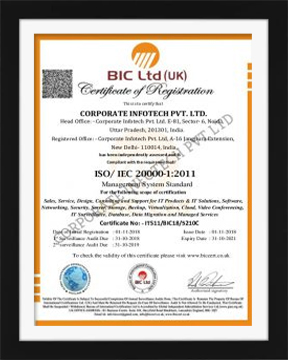 BIC Ltd (UK)
Certificate of Registration
This is to certify that
CORPORATE INFOTECH PVT. LTD.
Head Office - Corporate Infotech Pvt. Ltd, E-81, Sector- 6, Noida,
Uttar Pradesh, 201301, India
Registered Office: - Corporate Infotech Pvt. Ltd, A-56 Extension,
New Delhi- 110014, India
has been independently assessed and is
Compliant with the requirement of:
ISO/ IEC 20000-1:2011
Management System Standard
For the following scope of certification
Sales, Service, Design, Consulting and Support for IT Products & IT Solutions, Software,
Networking, Security, Server, Storage, Backup, Virtualization, Cloud, Video Conferencing,
IT Surveillance, Database, Data Migration and Managed Services
Certificate No: - ITS11/BIC18/5210C
Date of Initial Registration : 01-11-2018 Issue Date : 01-11-2018
1st Surveillance Audit Due : 31-10-2019 Expiry Date : 31-10-2021
2nd Surveillance Audit Due : 31-10-2020
To check the validity of this certificate please visit www.biccen.co.uk
BIC Ltd